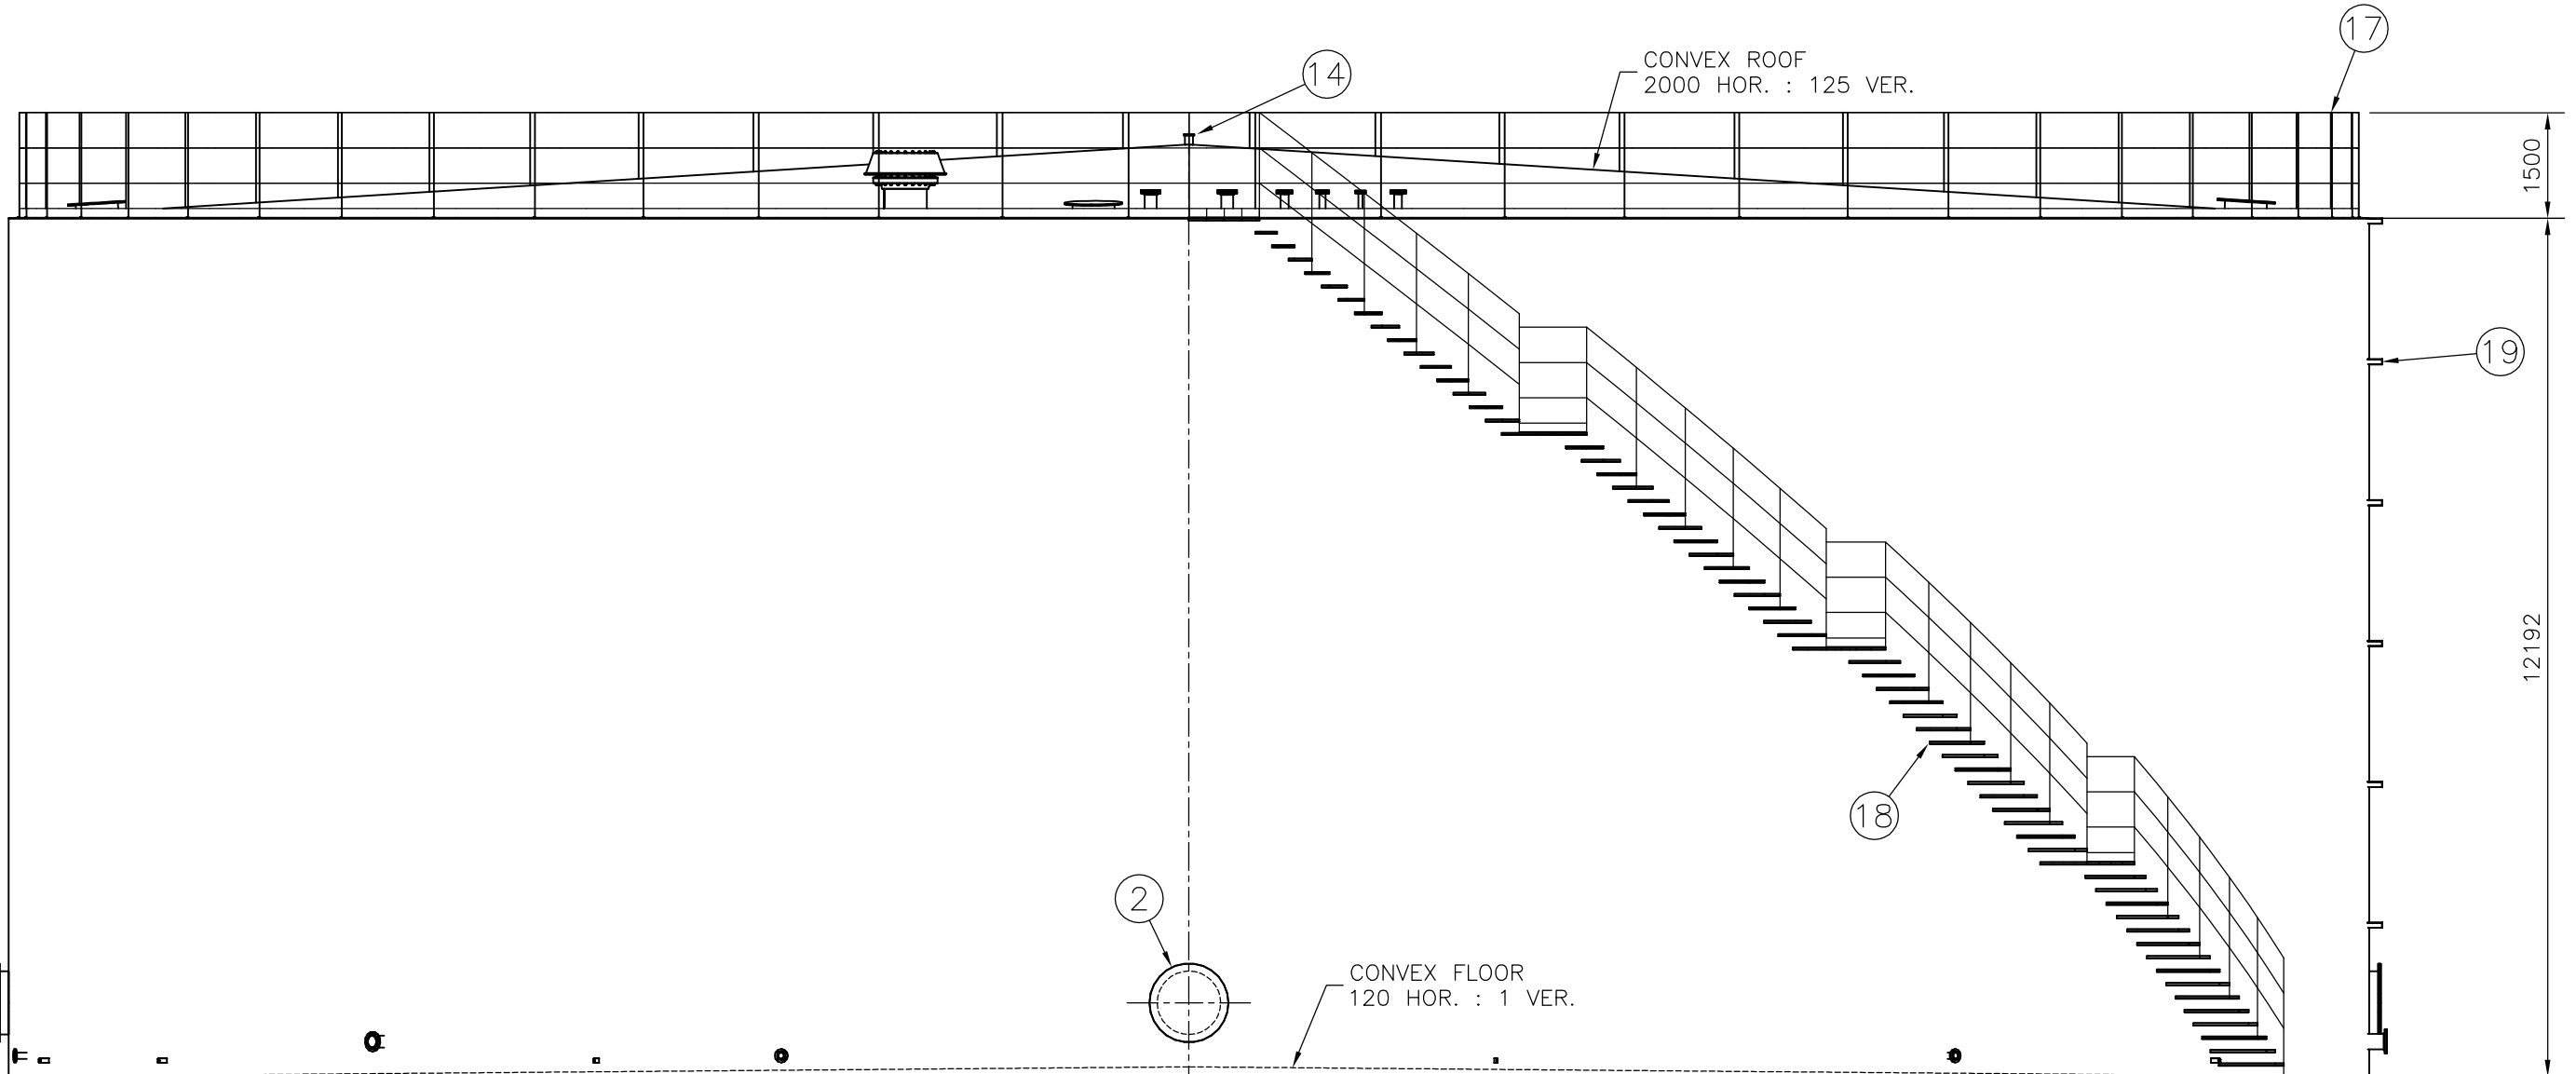 17
14
CONVEX ROOF
2000 HOR. : 125 VER.
1500
19
12192
18
2
CONVEX FLOOR
120 HOR. : 1 VER.